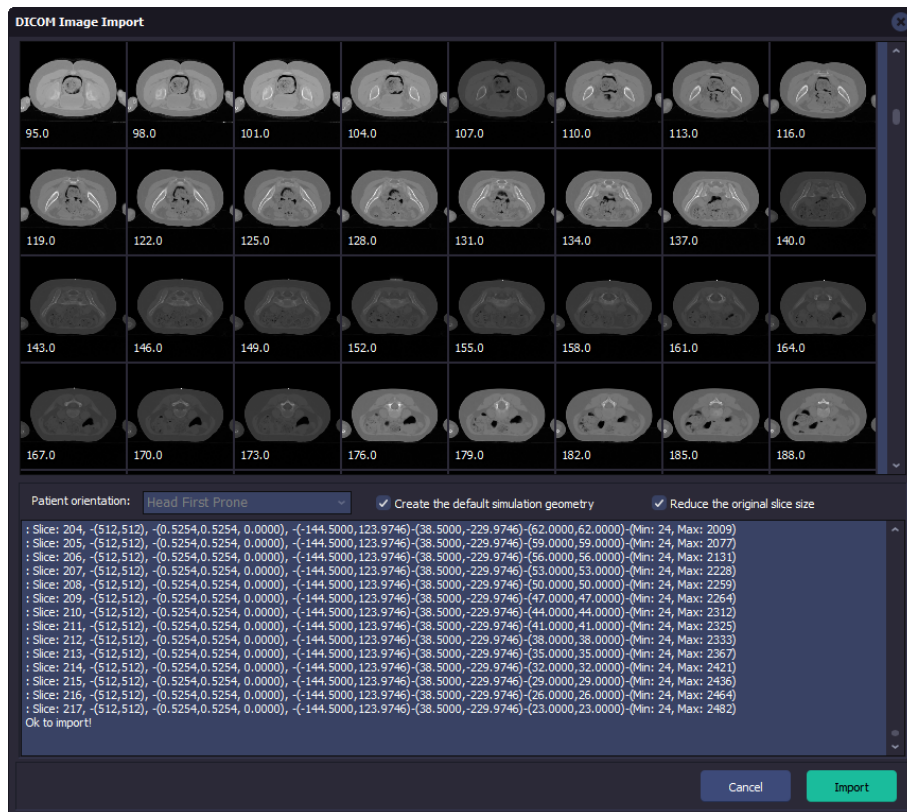 DICOM Image Import
95.0 98.0 101.0 104.0 107.0 110.0 113.0 116.0
119.0 122.0 125.0 128.0 131.0 134.0 137.0 140.0
143.0 146.0 149.0 152.0 155.0 158.0 161.0 164.0
167.0 170.0 173.0 176.0 179.0 182.0 185.0 188.0
Patient orientation: Head First Prone Create the default simulation geometry Reduce the original slice size
: Slice: 204, -(512,512), -(0.5254,0.5254, 0.0000), -(-144.5000,123.9746)-(38.5000,-229.9746)-(62.0000,62.0000)-(Min: 24, Max: 2009)
: Slice: 205, -(512,512), -(0.5254,0.5254, 0.0000), -(-144.5000,123.9746)-(38.5000,-229.9746)-(59.0000,59.0000)-(Min: 24, Max: 2077)
: Slice: 206, -(512,512), -(0.5254,0.5254, 0.0000), -(-144.5000,123.9746)-(38.5000,-229.9746)-(56.0000,56.0000)-(Min: 24, Max: 2131)
: Slice: 207, -(512,512), -(0.5254,0.5254, 0.0000), -(-144.5000,123.9746)-(38.5000,-229.9746)-(53.0000,53.0000)-(Min: 24, Max: 2228)
: Slice: 208, -(512,512), -(0.5254,0.5254, 0.0000), -(-144.5000,123.9746)-(38.5000,-229.9746)-(50.0000,50.0000)-(Min: 24, Max: 2259)
: Slice: 209, -(512,512), -(0.5254,0.5254, 0.0000), -(-144.5000,123.9746)-(38.5000,-229.9746)-(47.0000,47.0000)-(Min: 24, Max: 2264)
: Slice: 210, -(512,512), -(0.5254,0.5254, 0.0000), -(-144.5000,123.9746)-(38.5000,-229.9746)-(44.0000,44.0000)-(Min: 24, Max: 2312)
: Slice: 211, -(512,512), -(0.5254,0.5254, 0.0000), -(-144.5000,123.9746)-(38.5000,-229.9746)-(41.0000,41.0000)-(Min: 24, Max: 2325)
: Slice: 212, -(512,512), -(0.5254,0.5254, 0.0000), -(-144.5000,123.9746)-(38.5000,-229.9746)-(38.0000,38.0000)-(Min: 24, Max: 2333)
: Slice: 213, -(512,512), -(0.5254,0.5254, 0.0000), -(-144.5000,123.9746)-(38.5000,-229.9746)-(35.0000,35.0000)-(Min: 24, Max: 2367)
: Slice: 214, -(512,512), -(0.5254,0.5254, 0.0000), -(-144.5000,123.9746)-(38.5000,-229.9746)-(32.0000,32.0000)-(Min: 24, Max: 2421)
: Slice: 215, -(512,512), -(0.5254,0.5254, 0.0000), -(-144.5000,123.9746)-(38.5000,-229.9746)-(29.0000,29.0000)-(Min: 24, Max: 2436)
: Slice: 216, -(512,512), -(0.5254,0.5254, 0.0000), -(-144.5000,123.9746)-(38.5000,-229.9746)-(26.0000,26.0000)-(Min: 24, Max: 2464)
: Slice: 217, -(512,512), -(0.5254,0.5254, 0.0000), -(-144.5000,123.9746)-(38.5000,-229.9746)-(23.0000,23.0000)-(Min: 24, Max: 2482)
Ok to import!
Cancel Import